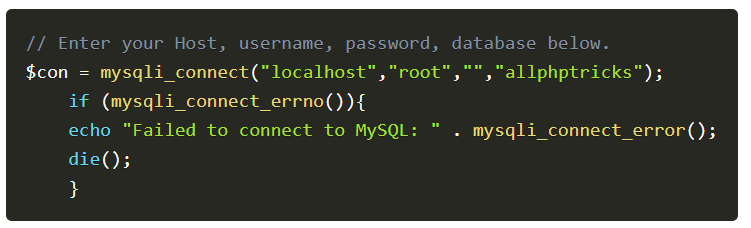 // Enter your Host, username, password, database below.
$con = mysqli_connect("localhost","root","","allphptricks");
if (mysqli_connect_errno()){
echo "Failed to connect to MySQL: " . mysqli_connect_error();
die();
}